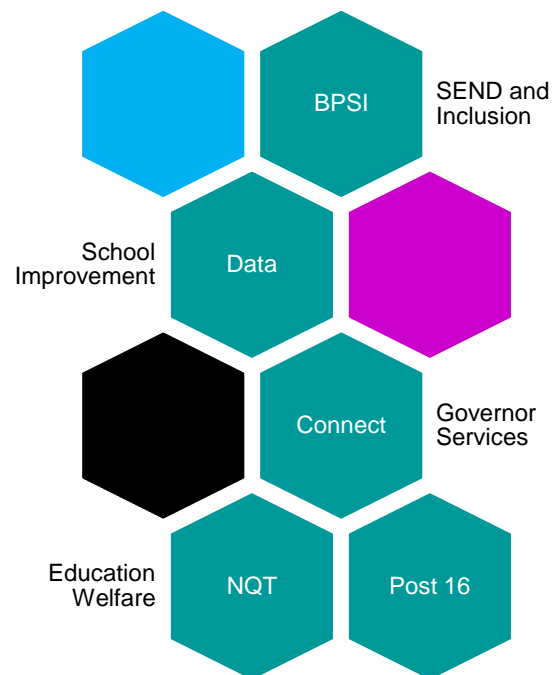 BPSI
SEND and
Inclusion
School
Improvement
Data
Connect
Governor
Services
Education
Welfare
NQT
Post 16